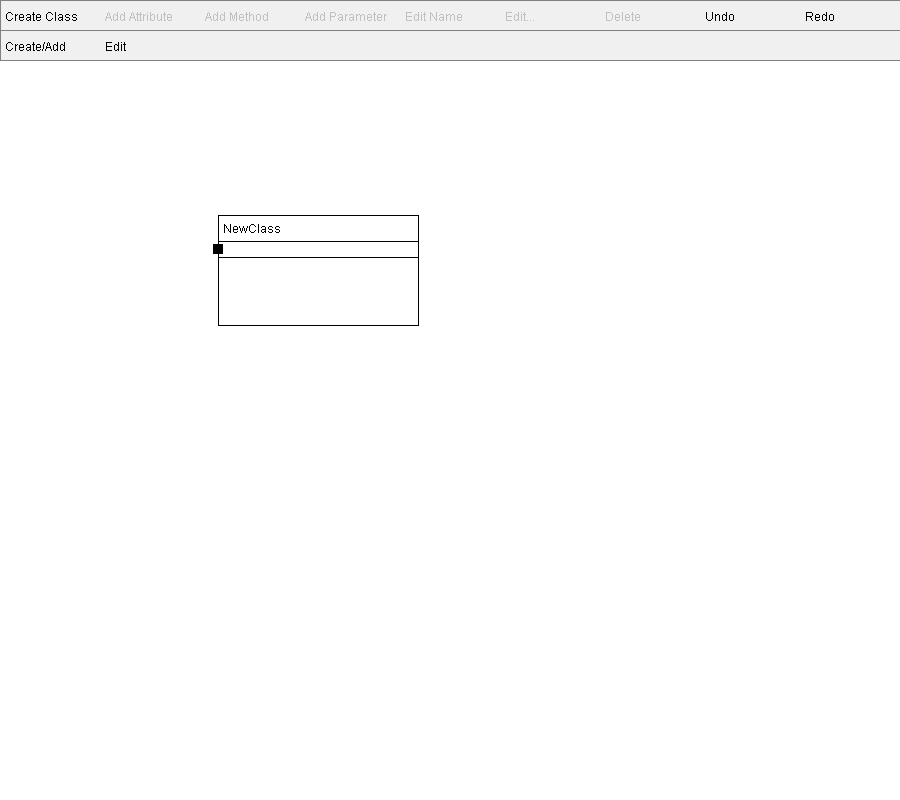 Create Class Add Attribute Add Method Add Parameter Edit Name Edit... Delete Undo Redo
Create/Add Edit
NewClass